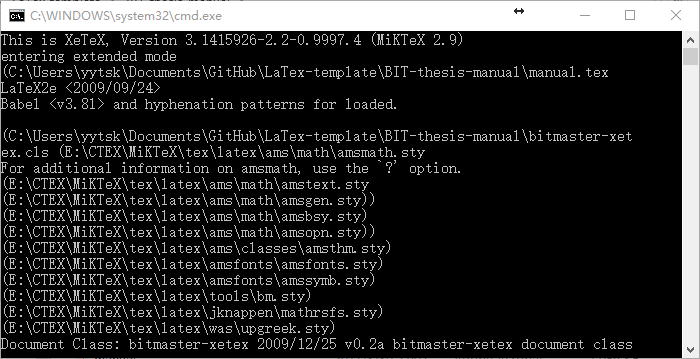 C:\WINDOWS\system32\cmd.exe
This is XeTeX, Version 3.1415926-2.2-0.9997.4 (MiKTeX 2.9)
entering extended mode
(C:\Users\yytsk\Documents\GitHub\LaTex-template\BIT-thesis-manual\manual.tex
LaTeX2e <2009/09/24>
Babel <v3.81> and hyphenation patterns for loaded.
(C:\Users\yytsk\Documents\GitHub\LaTex-template\BIT-thesis-manual\bitmaster-xet
ex.cls (E:\CTEX\MiKTeX\tex\latex\ams\math\amsmath.sty
For additional information on amsmath, use the `?' option.
(E:\CTEX\MiKTeX\tex\latex\ams\math\amstext.sty
(E:\CTEX\MiKTeX\tex\latex\ams\math\amsgen.sty))
(E:\CTEX\MiKTeX\tex\latex\ams\math\amsbsy.sty)
(E:\CTEX\MiKTeX\tex\latex\ams\math\amsopn.sty))
(E:\CTEX\MiKTeX\tex\latex\ams\classes\amsthm.sty)
(E:\CTEX\MiKTeX\tex\latex\amsfonts\amsfonts.sty)
(E:\CTEX\MiKTeX\tex\latex\amsfonts\amssymb.sty)
(E:\CTEX\MiKTeX\tex\latex\tools\bm.sty)
(E:\CTEX\MiKTeX\tex\latex\jknappen\mathrsfs.sty)
(E:\CTEX\MiKTeX\tex\latex\was\upgreek.sty)
Document Class: bitmaster-xetex 2009/12/25 v0.2a bitmaster-xetex document class